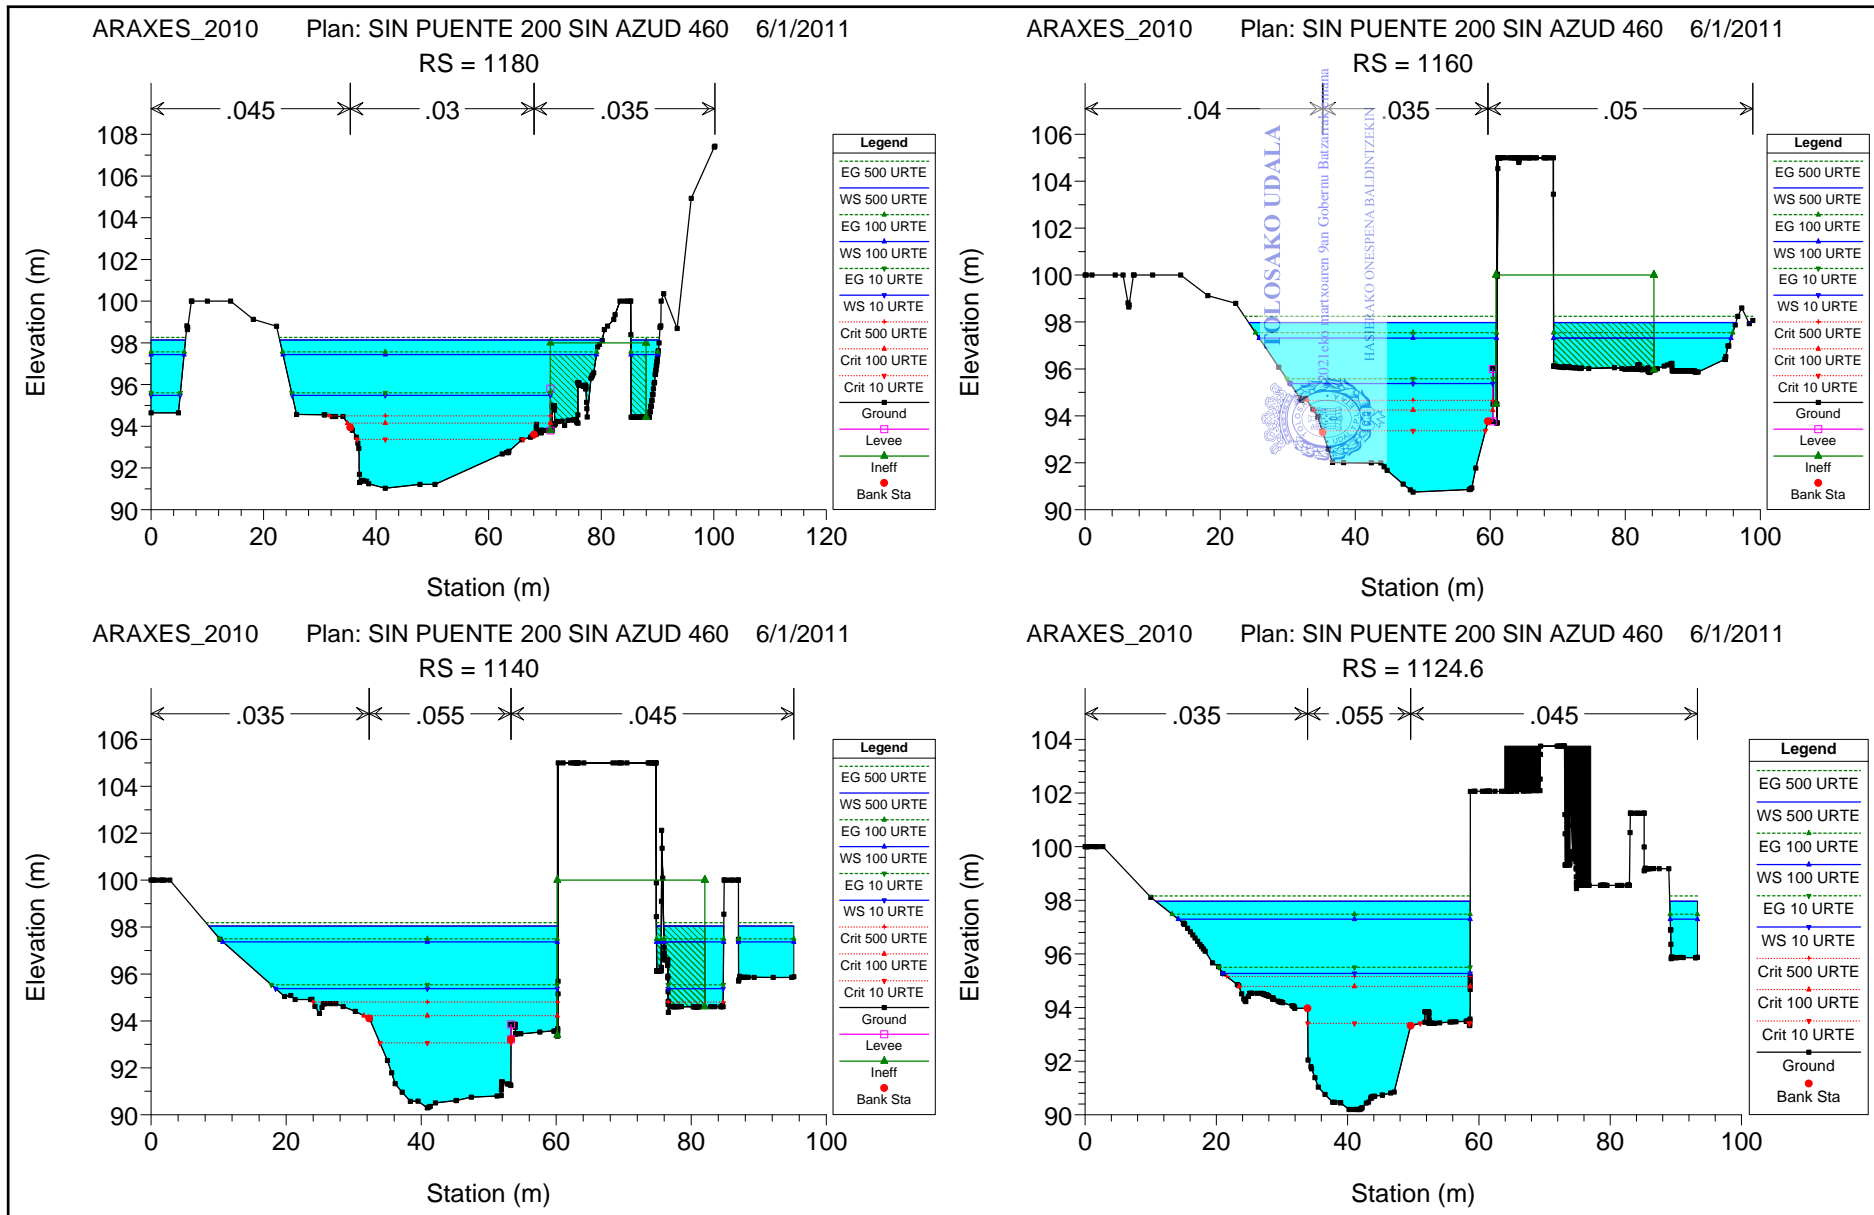 ARAXES_2010 Plan: SIN PUENTE 200 SIN AZUD 460 6/1/2011
RS = 1180
.045 .03 .035
Elevation (m)
108
106
104
102
100
98
96
94
92
90
0 20 40 60 80 100 120
Station (m)
Legend
EG 500 URTE
WS 500 URTE
EG 100 URTE
WS 100 URTE
EG 10 URTE
WS 10 URTE
Crit 500 URTE
Crit 100 URTE
Crit 10 URTE
Ground
Levee
Ineff
Bank Sta
ARAXES_2010 Plan: SIN PUENTE 200 SIN AZUD 460 6/1/2011
RS = 1160
.04 .035 .05
Elevation (m)
106
104
102
100
98
96
94
92
90
0 20 40 60 80 100
Station (m)
Legend
EG 500 URTE
WS 500 URTE
EG 100 URTE
WS 100 URTE
EG 10 URTE
WS 10 URTE
Crit 500 URTE
Crit 100 URTE
Crit 10 URTE
Ground
Levee
Ineff
Bank Sta
TOLOSAKO UDALA
2021eko martxoaren 9an Gobernu Batzarrak emana
HASIERAKO ONESPENA BALDINTZEKIN
ARAXES_2010 Plan: SIN PUENTE 200 SIN AZUD 460 6/1/2011
RS = 1140
.035 .055 .045
Elevation (m)
106
104
102
100
98
96
94
92
90
0 20 40 60 80 100
Station (m)
Legend
EG 500 URTE
WS 500 URTE
EG 100 URTE
WS 100 URTE
EG 10 URTE
WS 10 URTE
Crit 500 URTE
Crit 100 URTE
Crit 10 URTE
Ground
Levee
Ineff
Bank Sta
ARAXES_2010 Plan: SIN PUENTE 200 SIN AZUD 460 6/1/2011
RS = 1124.6
.035 .055 .045
Elevation (m)
104
102
100
98
96
94
92
90
0 20 40 60 80 100
Station (m)
Legend
EG 500 URTE
WS 500 URTE
EG 100 URTE
WS 100 URTE
EG 10 URTE
WS 10 URTE
Crit 500 URTE
Crit 100 URTE
Crit 10 URTE
Ground
Bank Sta